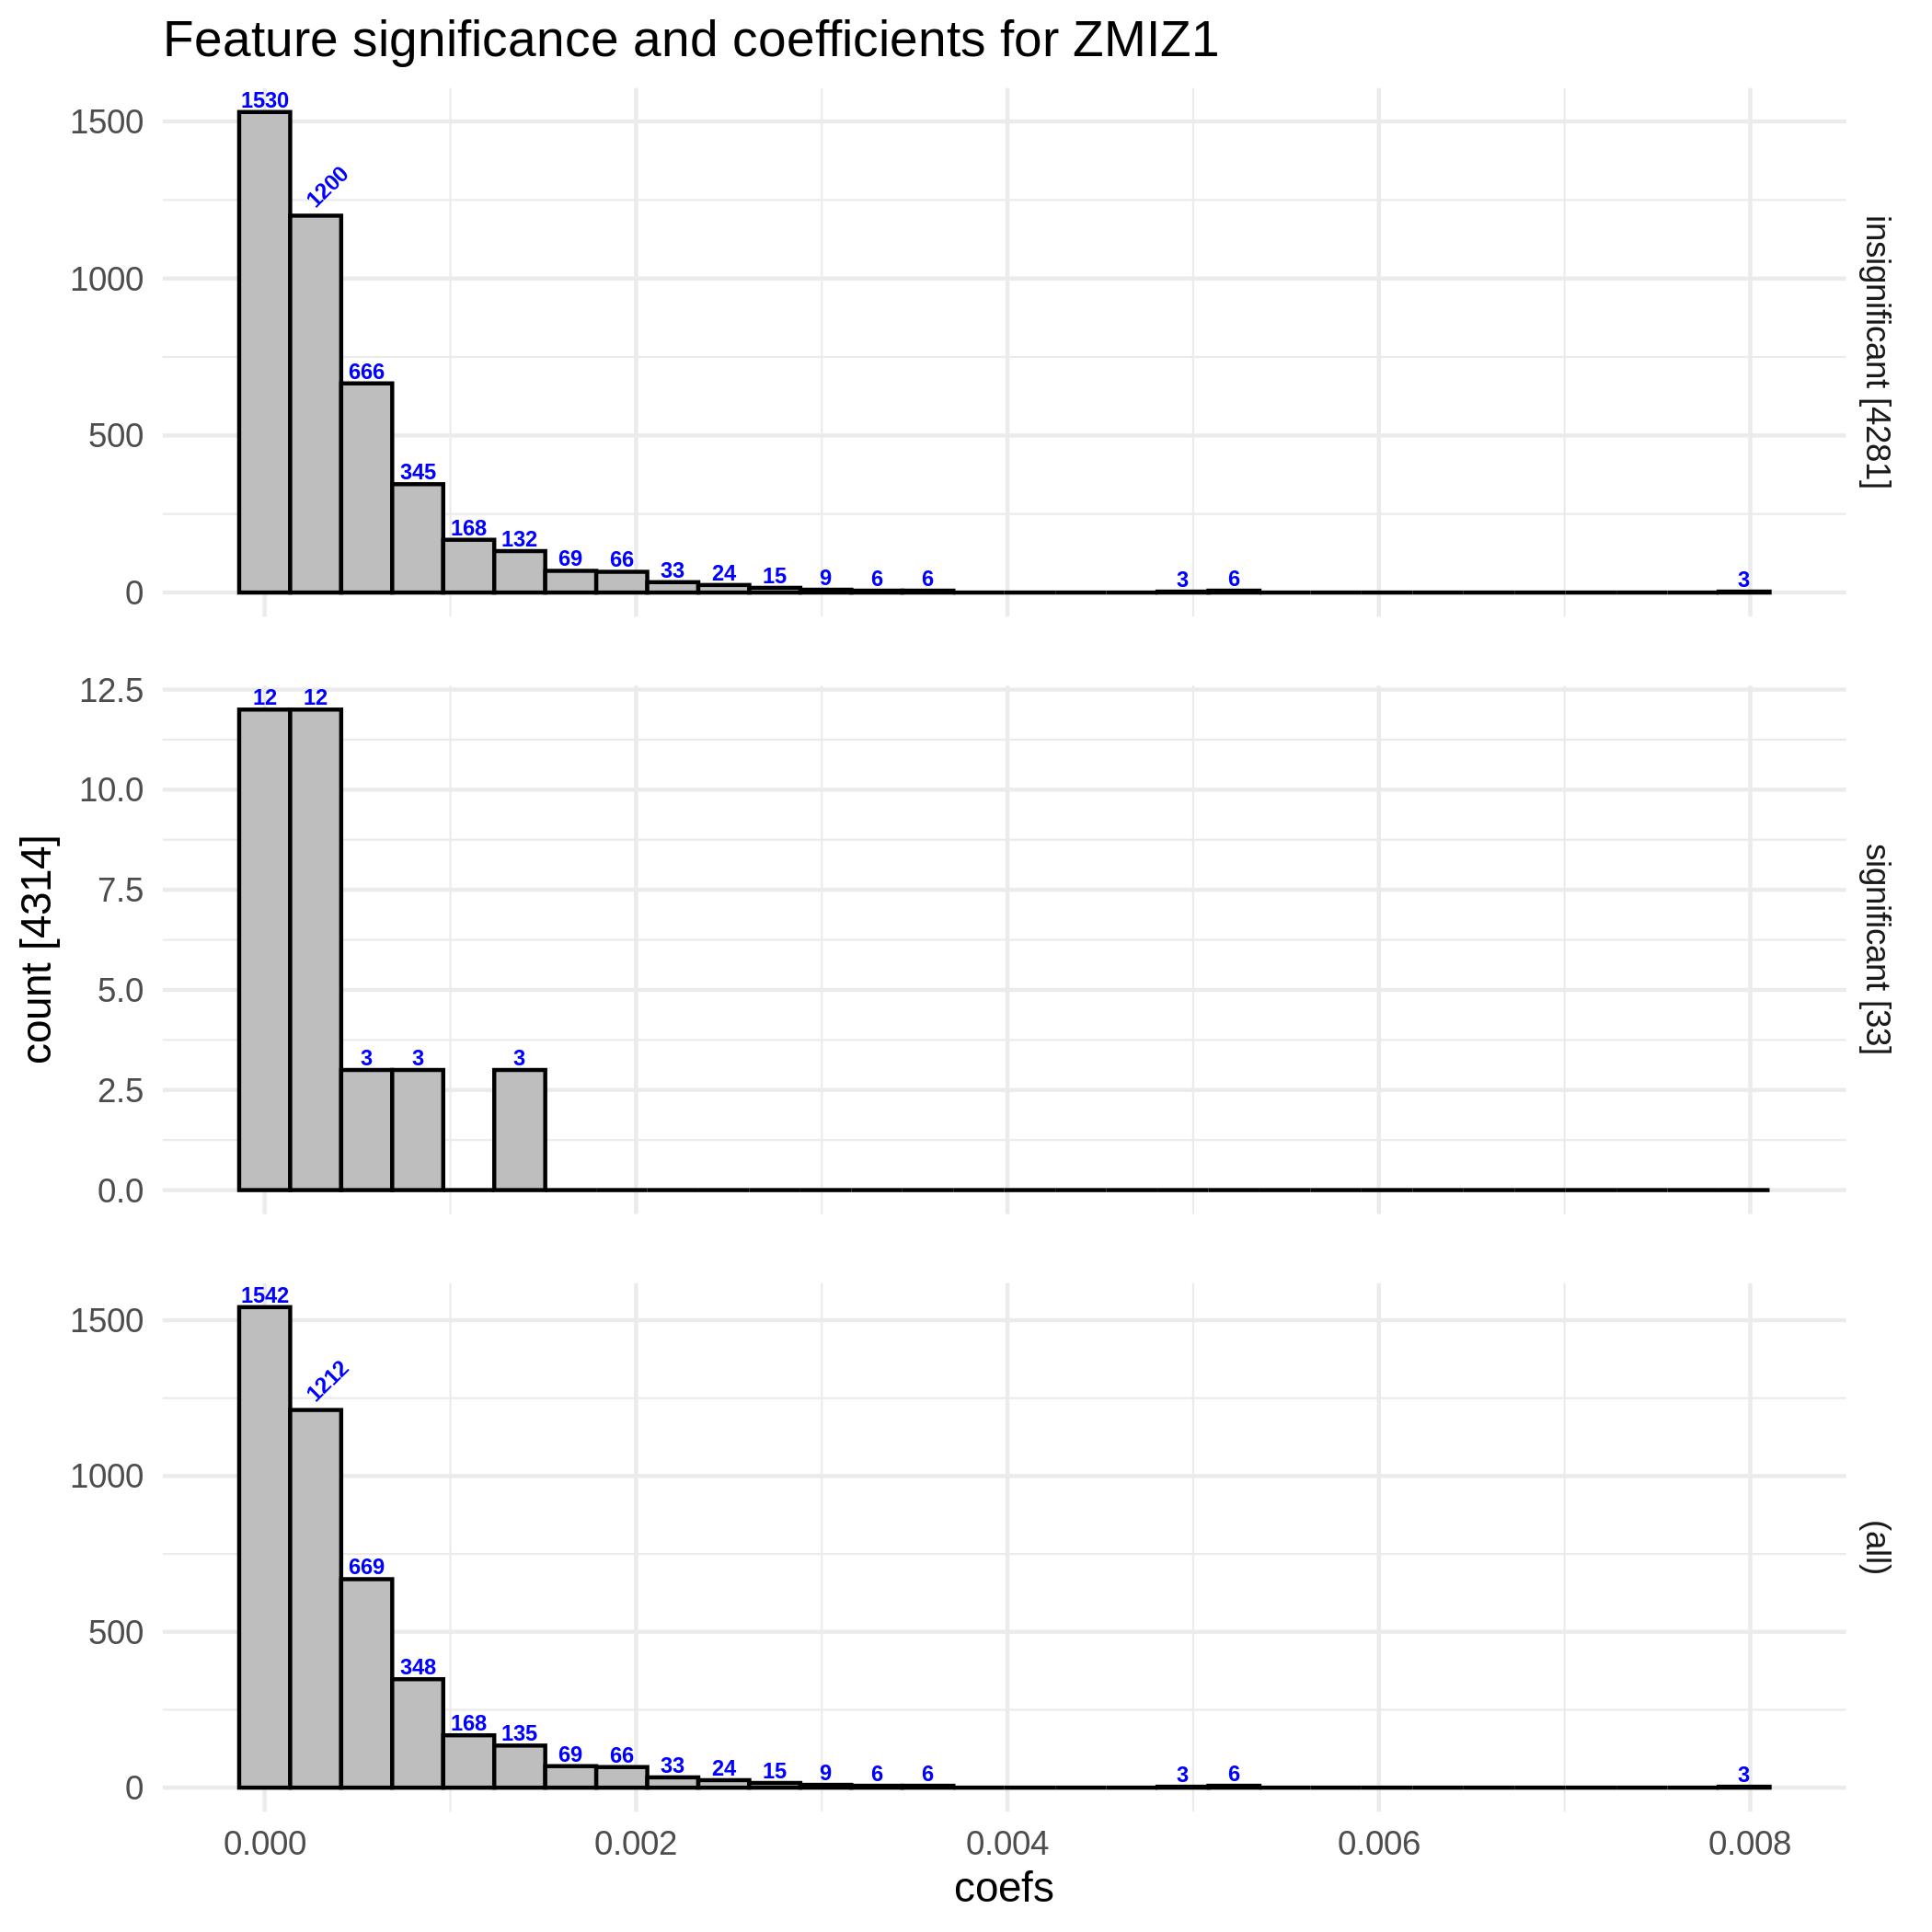 Feature significance and coefficients for ZMIZ1
1530
1500
1200
1000
666
500
345
168 132 69 66 33 24 15 9 6 6 3 6 3
0
insignificant [4281]
12.5
12 12
10.0
7.5
5.0
3 3 3
2.5
0.0
significant [33]
count [4314]
1542
1500
1212
1000
669
500
348
168 135 69 66 33 24 15 9 6 6 3 6 3
0
(all)
0.000 0.002 0.004 0.006 0.008
coefs